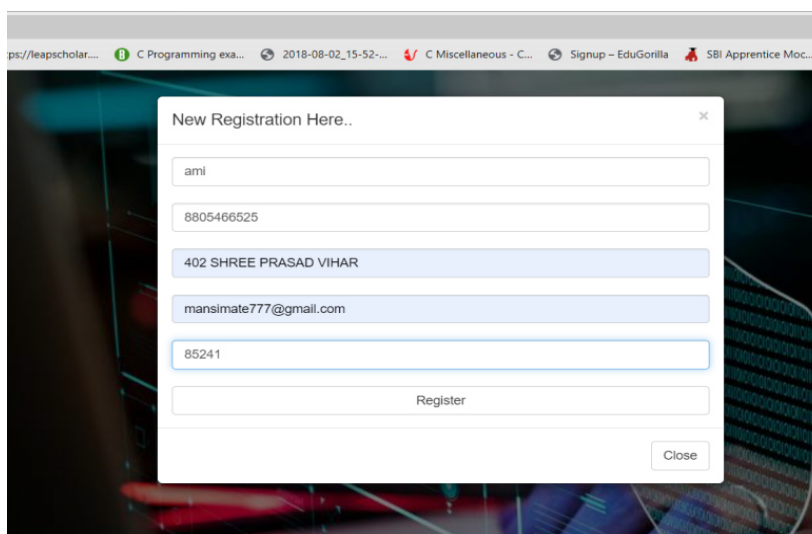 ps://leapscholar....
C Programming exa...
2018-08-02_15-52-...
C Miscellaneous - C...
Signup – EduGorilla
SBI Apprentice Moc...
New Registration Here..
×
ami
8805466525
402 SHREE PRASAD VIHAR
mansimate777@gmail.com
85241
Register
Close